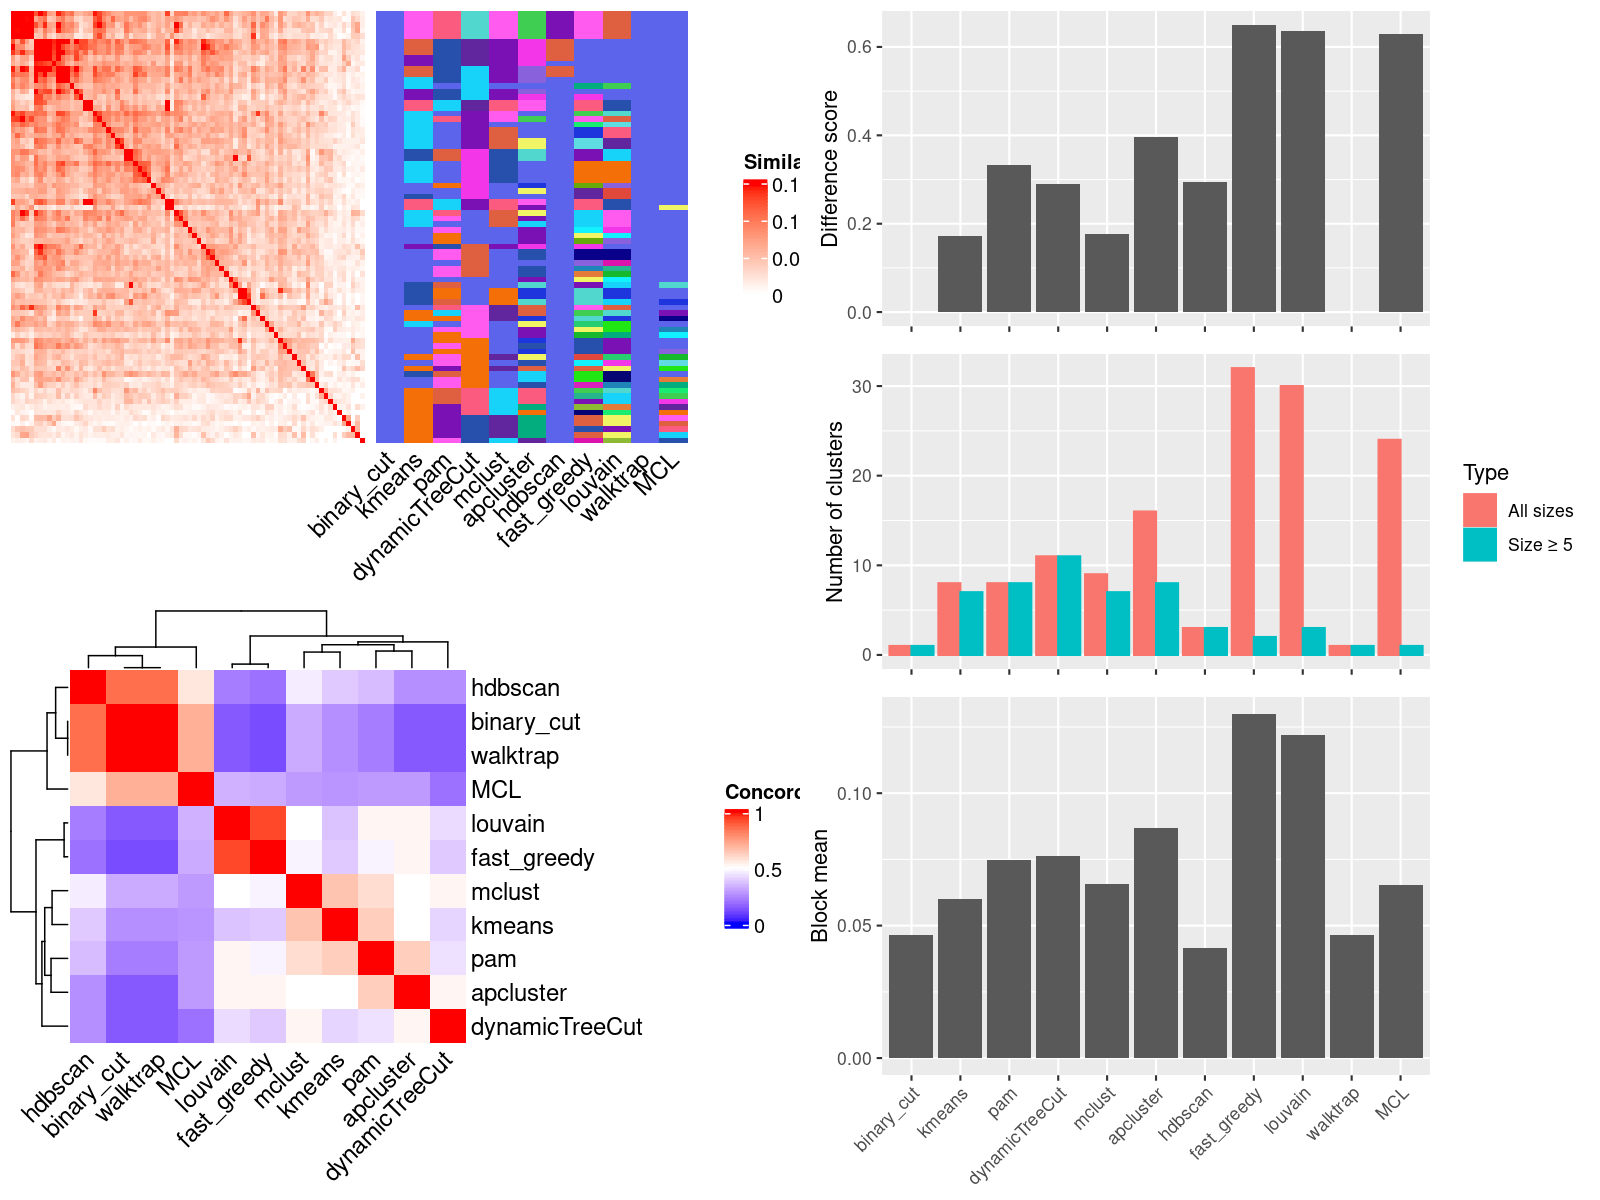 Simila
0.1
0.1
0.0
0
binary_cut
kmeans
pam
dynamicTreeCut
mclust
apcluster
hdbscan
fast_greedy
louvain
walktrap
MCL
Difference score
0.6
0.4
0.2
0.0
Number of clusters
30
20
10
0
Type
All sizes
Size ≥ 5
hdbscan
binary_cut
walktrap
MCL
louvain
fast_greedy
mclust
kmeans
pam
apcluster
dynamicTreeCut
hdbscan
binary_cut
walktrap
MCL
louvain
fast_greedy
mclust
kmeans
pam
apcluster
dynamicTreeCut
Concord
1
0.5
0
Block mean
0.10
0.05
0.00
binary_cut
kmeans
pam
dynamicTreeCut
mclust
apcluster
hdbscan
fast_greedy
louvain
walktrap
MCL